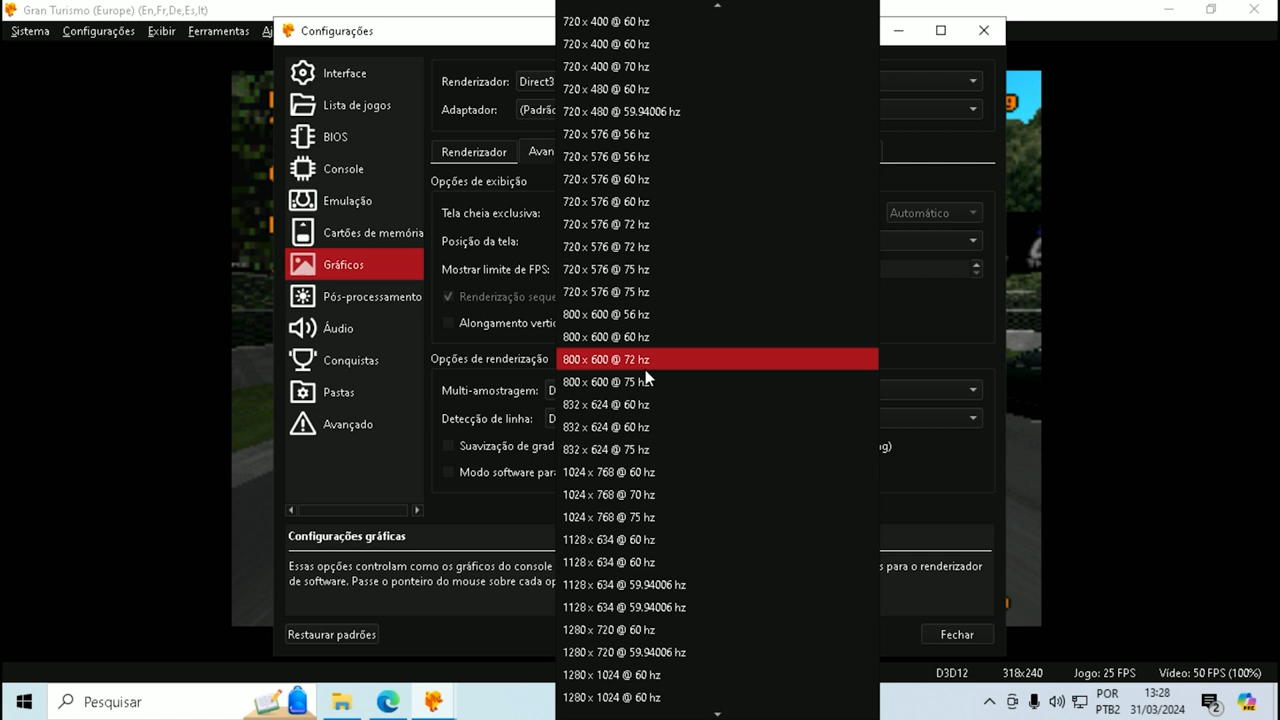 Gran Turismo (Europe) (En,Fr,De,Es,It)
Sistema Configurações Exibir Ferramentas Aj
Configurações
Interface
Lista de jogos
BIOS
Console
Emulação
Cartões de memória
Gráficos
Pós-processamento
Áudio
Conquistas
Pastas
Avançado
Renderizador: Direct3
Adaptador: (Padrão
Renderizador Avan
Opções de exibição
Tela cheia exclusiva: Automático
Posição da tela:
Mostrar limite de FPS:
Renderização seque
Alongamento vertic
Opções de renderização
Multi-amostragem: D
Detecção de linha: D
Suavização de grad g)
Modo software para
720 x 400 @ 60 hz
720 x 400 @ 60 hz
720 x 400 @ 70 hz
720 x 480 @ 60 hz
720 x 480 @ 59.94006 hz
720 x 576 @ 56 hz
720 x 576 @ 56 hz
720 x 576 @ 60 hz
720 x 576 @ 60 hz
720 x 576 @ 72 hz
720 x 576 @ 72 hz
720 x 576 @ 75 hz
720 x 576 @ 75 hz
800 x 600 @ 56 hz
800 x 600 @ 60 hz
800 x 600 @ 72 hz
800 x 600 @ 75 hz
832 x 624 @ 60 hz
832 x 624 @ 60 hz
832 x 624 @ 75 hz
1024 x 768 @ 60 hz
1024 x 768 @ 70 hz
1024 x 768 @ 75 hz
1128 x 634 @ 60 hz
1128 x 634 @ 60 hz
1128 x 634 @ 59.94006 hz
1128 x 634 @ 59.94006 hz
1280 x 720 @ 60 hz
1280 x 720 @ 59.94006 hz
1280 x 1024 @ 60 hz
1280 x 1024 @ 60 hz
Configurações gráficas
Essas opções controlam como os gráficos do console s para o renderizador
de software. Passe o ponteiro do mouse sobre cada op
Restaurar padrões
Fechar
D3D12 318x240 Jogo: 25 FPS Vídeo: 50 FPS (100%)
Pesquisar
POR
PTB2
13:28
31/03/2024
2